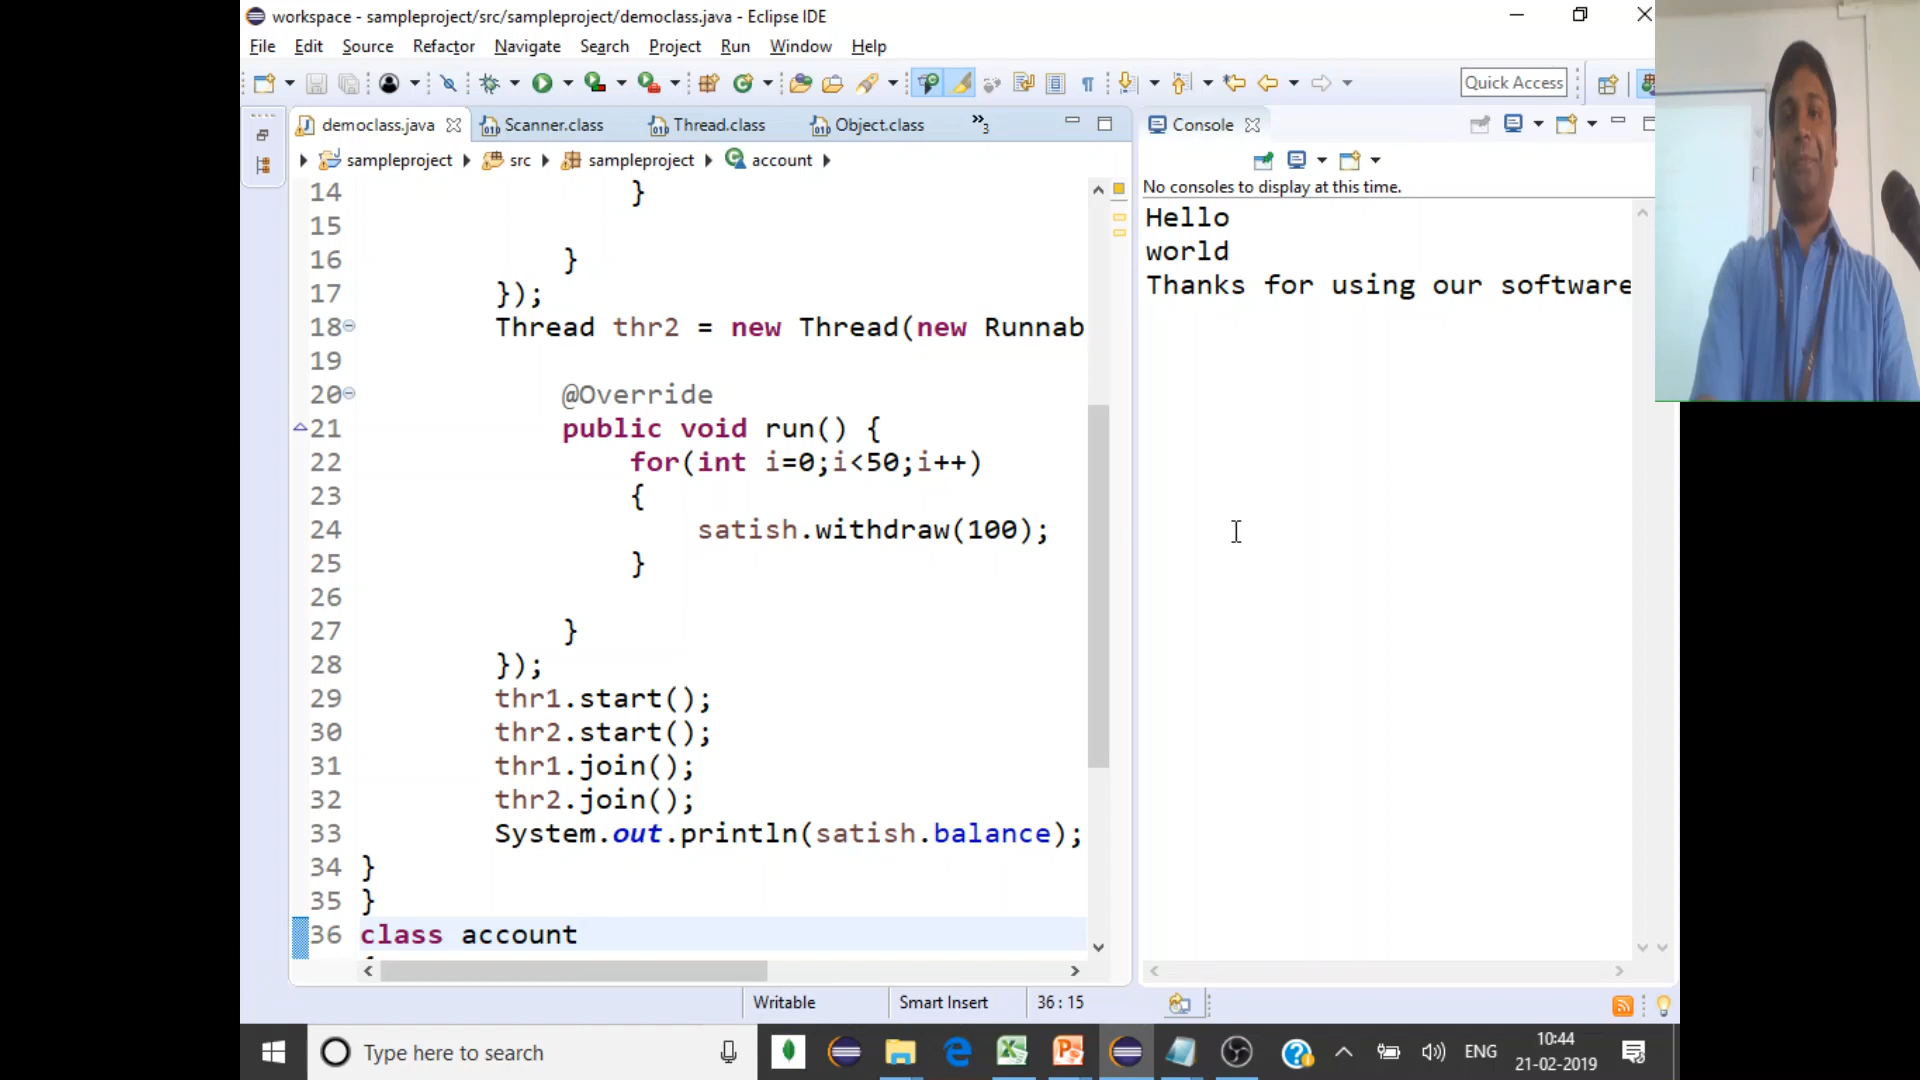 workspace - sampleproject/src/sampleproject/democlass.java - Eclipse IDE
File Edit Source Refactor Navigate Search Project Run Window Help
Quick Access
democlass.java Scanner.class Thread.class Object.class »3
sampleproject src sampleproject account
14 }
15
16 }
17 });
18 Thread thr2 = new Thread(new Runnab
19
20 @Override
21 public void run() {
22 for(int i=0;i<50;i++)
23 {
24 satish.withdraw(100);
25 }
26
27 }
28 });
29 thr1.start();
30 thr2.start();
31 thr1.join();
32 thr2.join();
33 System.out.println(satish.balance);
34 }
35 }
36 class account
Console
No consoles to display at this time.
Hello
world
Thanks for using our software
Writable Smart Insert 36 : 15
Type here to search
ENG
10:44
21-02-2019